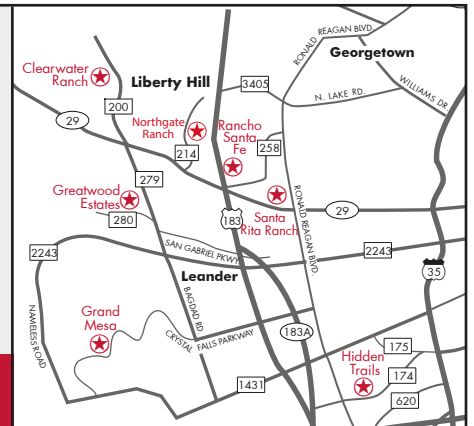 RONALD REAGAN BLVD.
Georgetown
Clearwater
Ranch
Liberty Hill
3405
N. LAKE RD.
WILLIAMS DR
200
29
Northgate
Ranch
Rancho
Santa
Fe
258
214
279
Greatwood
Estates
280
183
Santa
Rita Ranch
RONALD REAGAN BLVD.
29
2243
SAN GABRIEL PKWY
2243
Leander
35
NAMELESS ROAD
BAGDAD RD
Grand
Mesa
CRYSTAL FALLS PARKWAY
183A
175
Hidden
Trails
174
1431
620